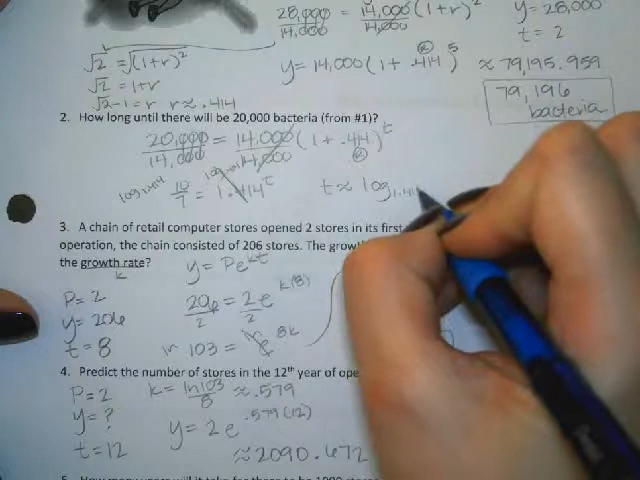 28,000/14,000 = 14,000/14,000 (1+r)²
y = 28,000
t = 2
√2 = √(1+r)²
√2 = 1+r
√2-1 = r r ≈ .414
y = 14,000 (1 + .414)⁵ ≈ 79,195.959
79,196 bacteria
2. How long until there will be 20,000 bacteria (from #1)?
20,000/14,000 = 14,000/14,000 (1 + .414)^t
log1.414 10/7 = 1.414^t
t ≈ log1.41
3. A chain of retail computer stores opened 2 stores in its first
operation, the chain consisted of 206 stores. The
the growth rate?
k
y = Pe^kt
P = 2
y = 206
t = 8
206/2 = 2e^k(8)/2
ln 103 = ln e^8k
4. Predict the number of stores in the 12th year of
P = 2
y = ?
t = 12
k = ln103/8 ≈ .579
y = 2e^.579(12)
≈ 2090.672